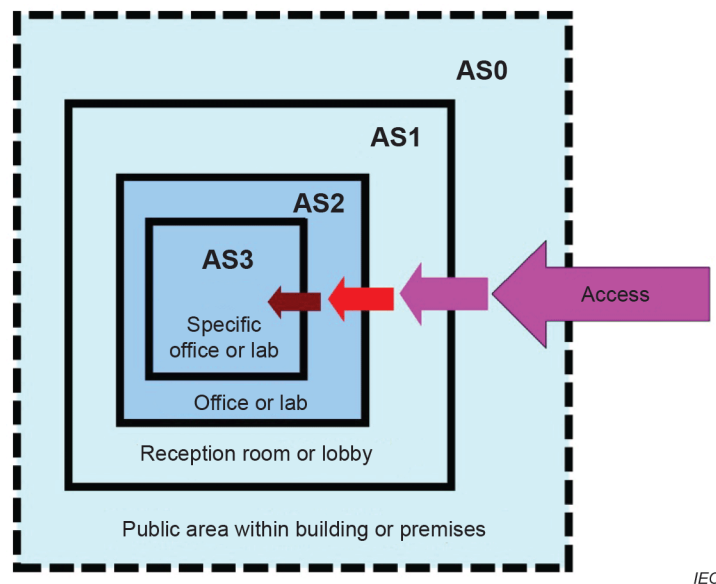 AS0
AS1
AS2
AS3
Access
Specific
office or lab
Office or lab
Reception room or lobby
Public area within building or premises
IEC